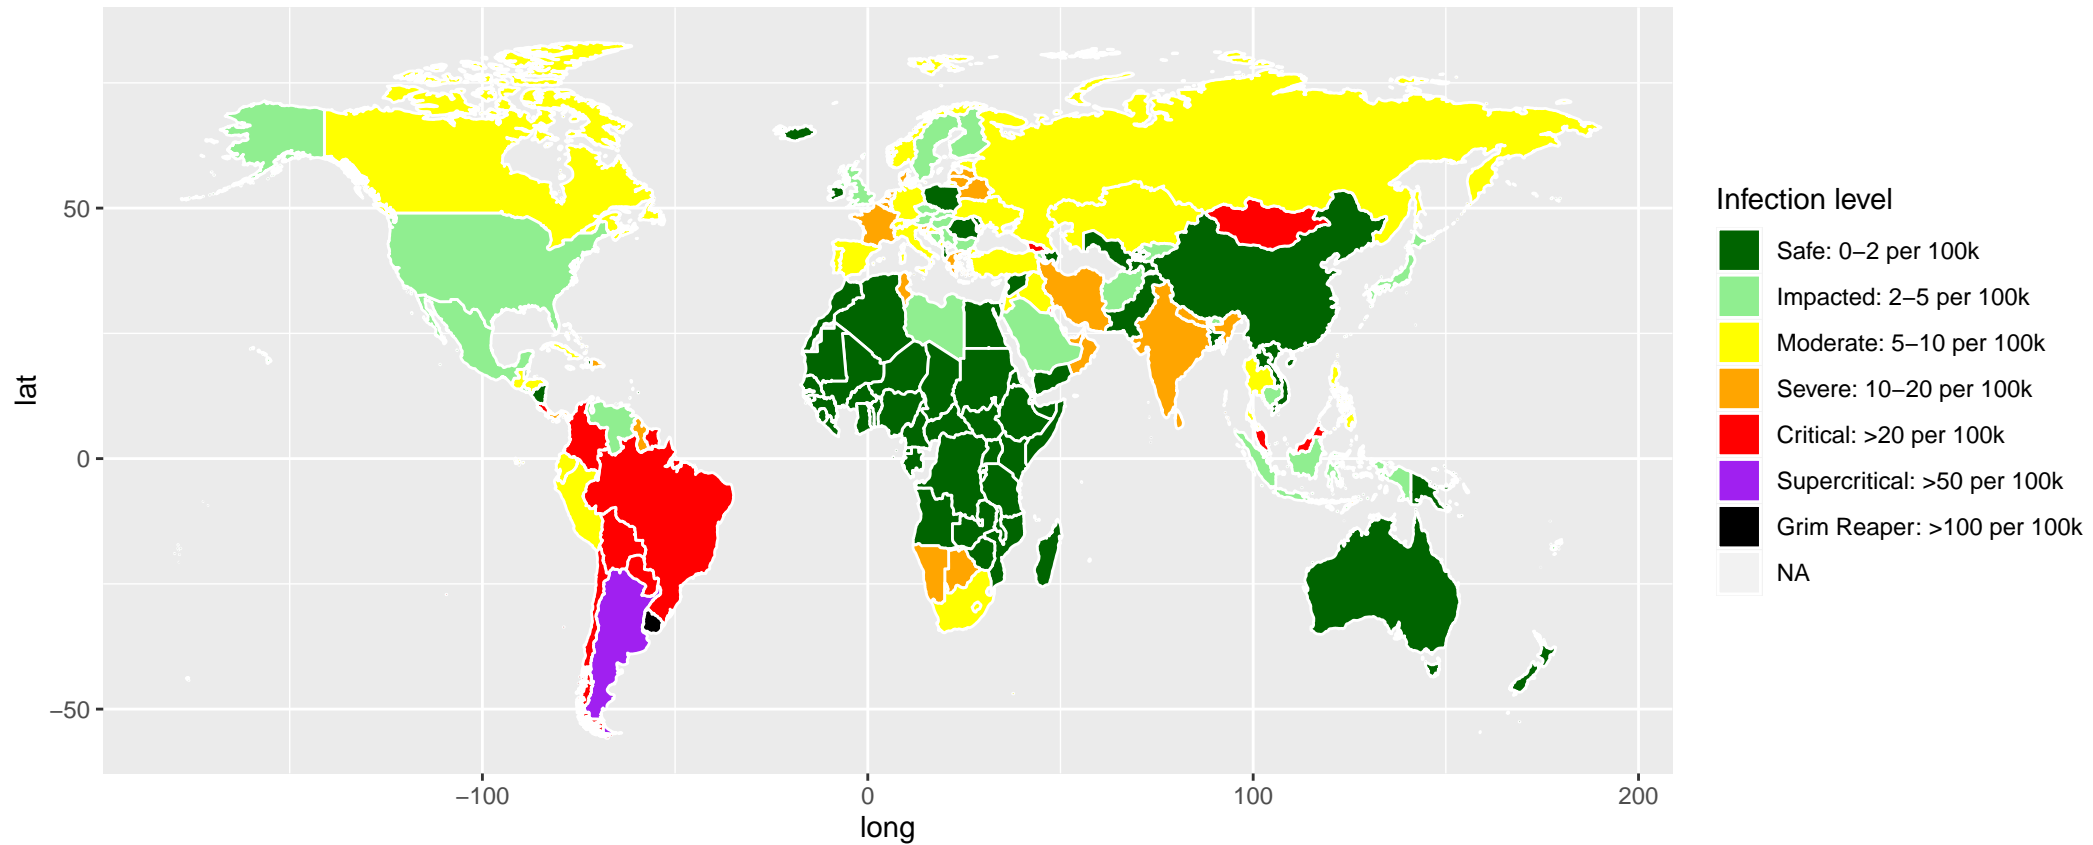 Infection level
Safe: 0–2 per 100k
Impacted: 2–5 per 100k
Moderate: 5–10 per 100k
Severe: 10–20 per 100k
Critical: >20 per 100k
Supercritical: >50 per 100k
Grim Reaper: >100 per 100k
NA
lat
50
0
−50
−100
0
100
200
long